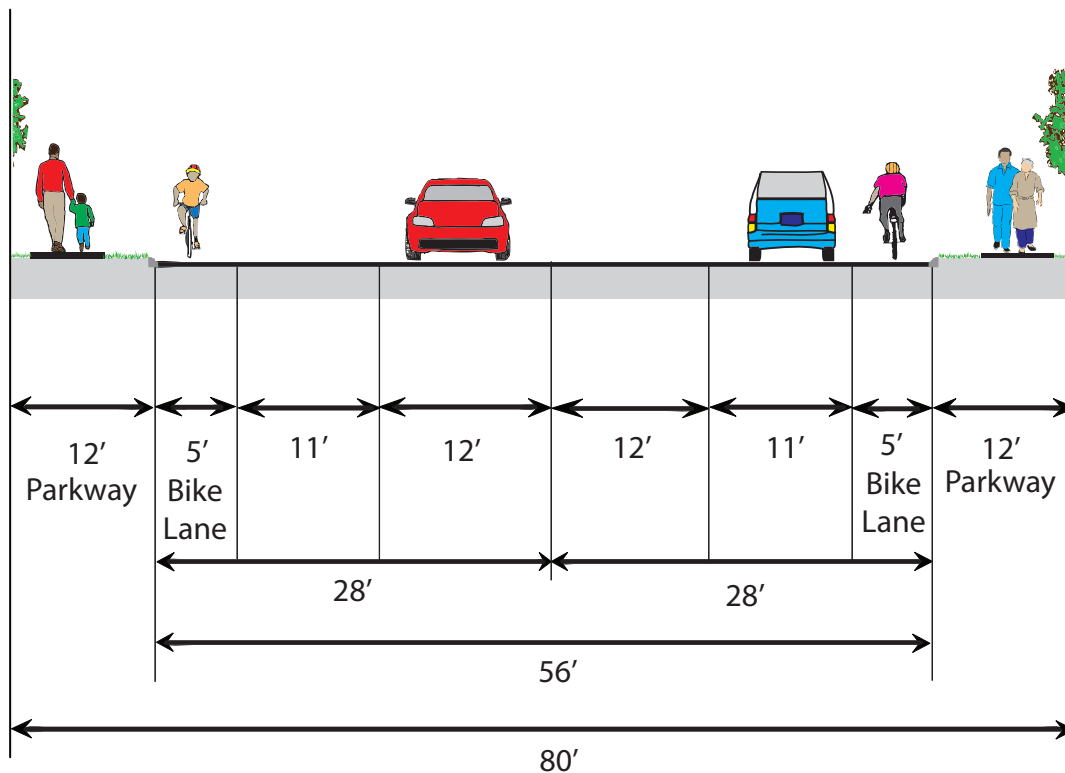 12’
Parkway
5’
Bike
Lane
11’
12’
12’
11’
5’
Bike
Lane
12’
Parkway
28’
28’
56’
80’